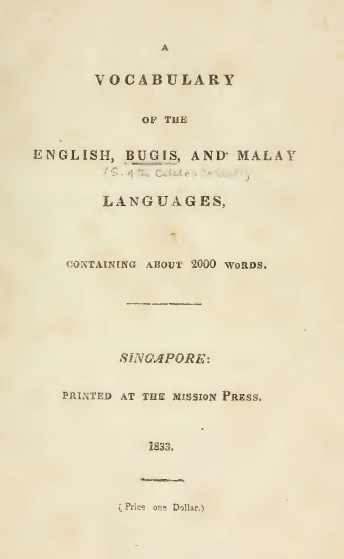 A
VOCABULARY
OF THE
ENGLISH, BUGIS, AND MALAY
LANGUAGES,
CONTAINING ABOUT 2000 WORDS.
SINGAPORE:
PRINTED AT THE MISSION PRESS.
1833.
(Price one Dollar.)